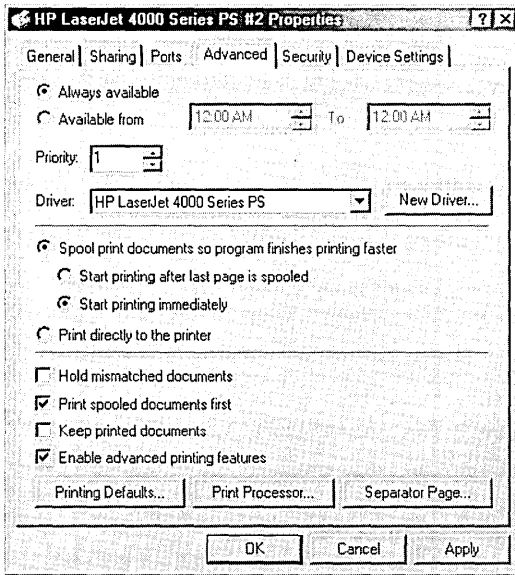 HP LaserJet 4000 Series PS #2 Properties ? X
General Sharing Ports Advanced Security Device Settings
Always available
Available from 12:00 AM To 12:00 AM
Priority: 1
Driver: HP LaserJet 4000 Series PS New Driver...
Spool print documents so program finishes printing faster
Start printing after last page is spooled
Start printing immediately
Print directly to the printer
Hold mismatched documents
Print spooled documents first
Keep printed documents
Enable advanced printing features
Printing Defaults... Print Processor... Separator Page...
OK Cancel Apply